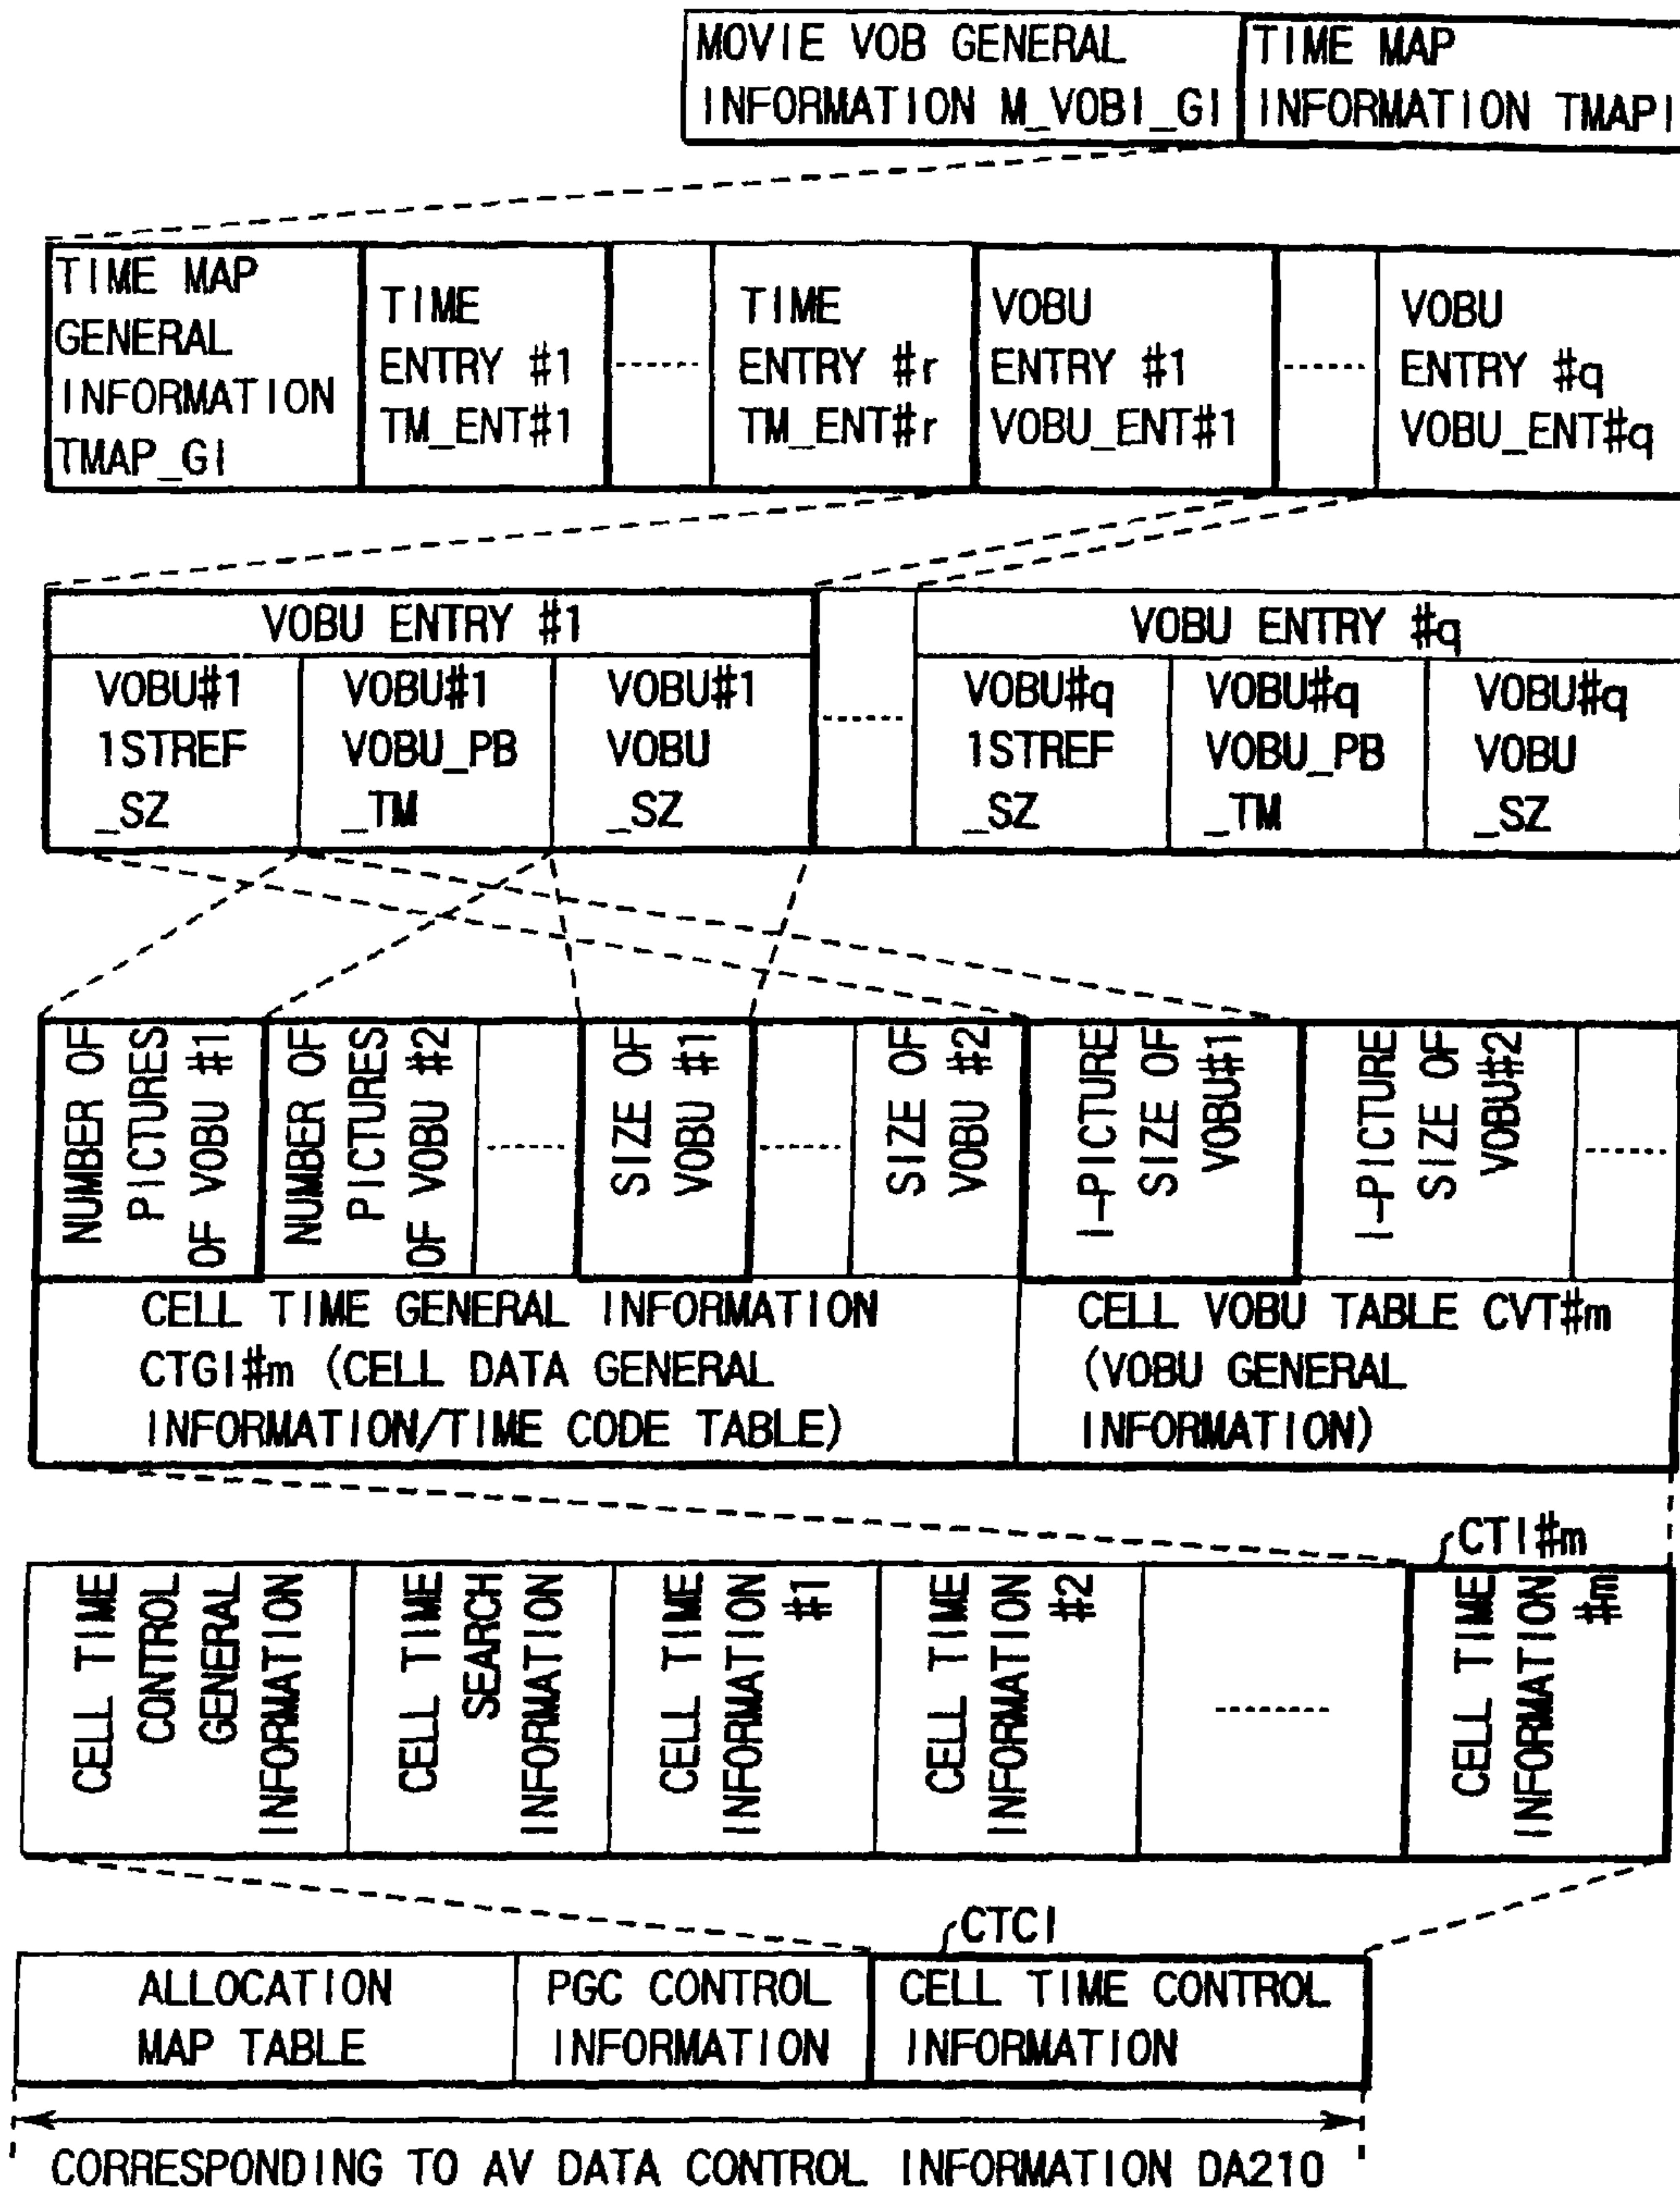 MOVIE VOB GENERAL
INFORMATION M_VOBI_GI
TIME MAP
INFORMATION TMAPI
TIME MAP
GENERAL
INFORMATION
TMAP_GI
TIME
ENTRY #1
TM_ENT#1
TIME
ENTRY #r
TM_ENT#r
VOBU
ENTRY #1
VOBU_ENT#1
VOBU
ENTRY #q
VOBU_ENT#q
VOBU ENTRY #1
VOBU#1
1STREF
_SZ
VOBU#1
VOBU_PB
_TM
VOBU#1
VOBU
_SZ
VOBU ENTRY #q
VOBU#q
1STREF
_SZ
VOBU#q
VOBU_PB
_TM
VOBU#q
VOBU
_SZ
NUMBER OF
PICTURES
OF VOBU #1
NUMBER OF
PICTURES
OF VOBU #2
SIZE OF
VOBU #1
SIZE OF
VOBU #2
I-PICTURE
SIZE OF
VOBU#1
I-PICTURE
SIZE OF
VOBU#2
CELL TIME GENERAL INFORMATION
CTGI#m (CELL DATA GENERAL
INFORMATION/TIME CODE TABLE)
CELL VOBU TABLE CVT#m
(VOBU GENERAL
INFORMATION)
CTI#m
CELL TIME
CONTROL
GENERAL
INFORMATION
CELL TIME
SEARCH
INFORMATION
CELL TIME
INFORMATION
#1
CELL TIME
INFORMATION
#2
CELL TIME
INFORMATION
#m
CTCI
ALLOCATION
MAP TABLE
PGC CONTROL
INFORMATION
CELL TIME CONTROL
INFORMATION
CORRESPONDING TO AV DATA CONTROL INFORMATION DA210